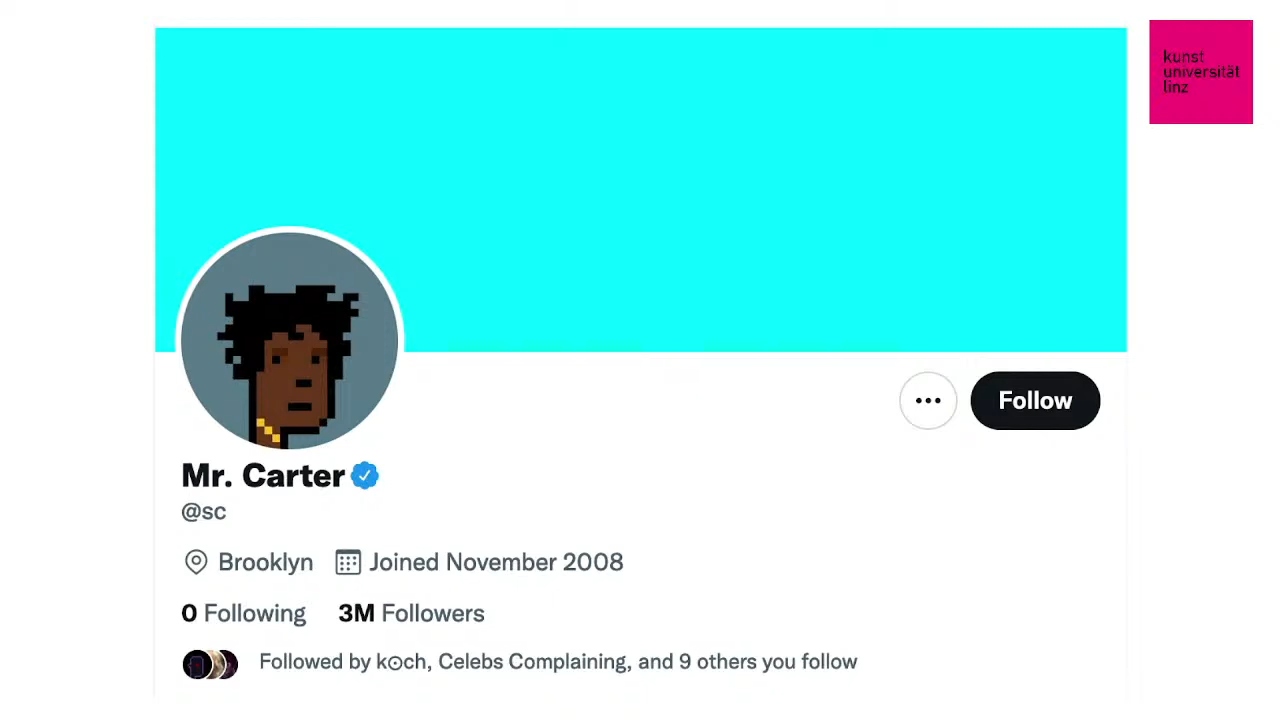 kunst
universität
linz
Follow
Mr. Carter
@sc
Brooklyn Joined November 2008
0 Following 3M Followers
Followed by k⊙ch, Celebs Complaining, and 9 others you follow